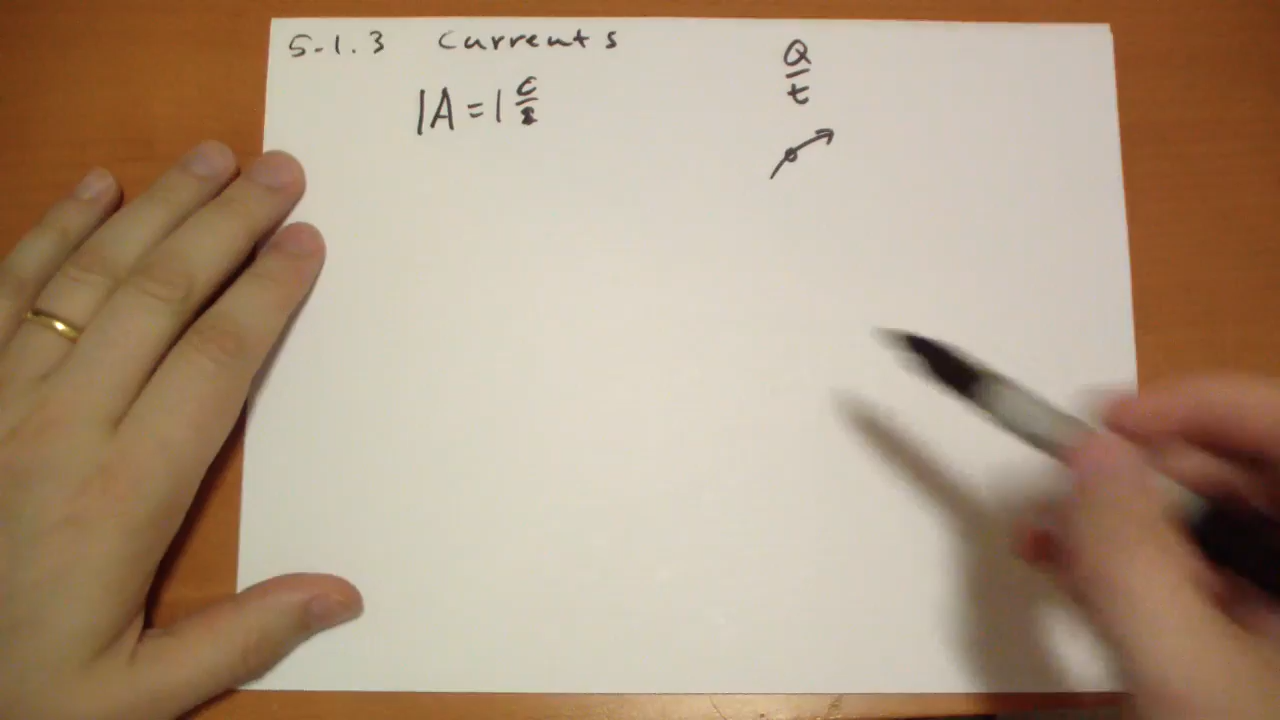 5-1.3 Currents
1A = 1 C/s
Q/t